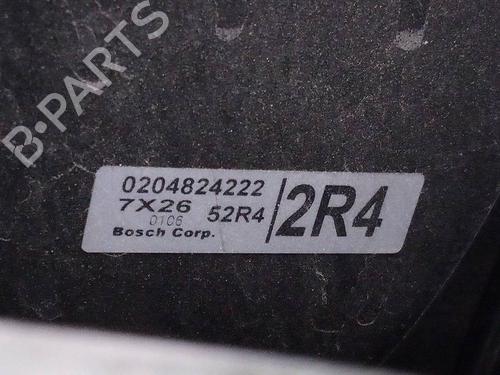 B-PARTS
0204824222
7X26 52R4
0106
Bosch Corp.
2R4